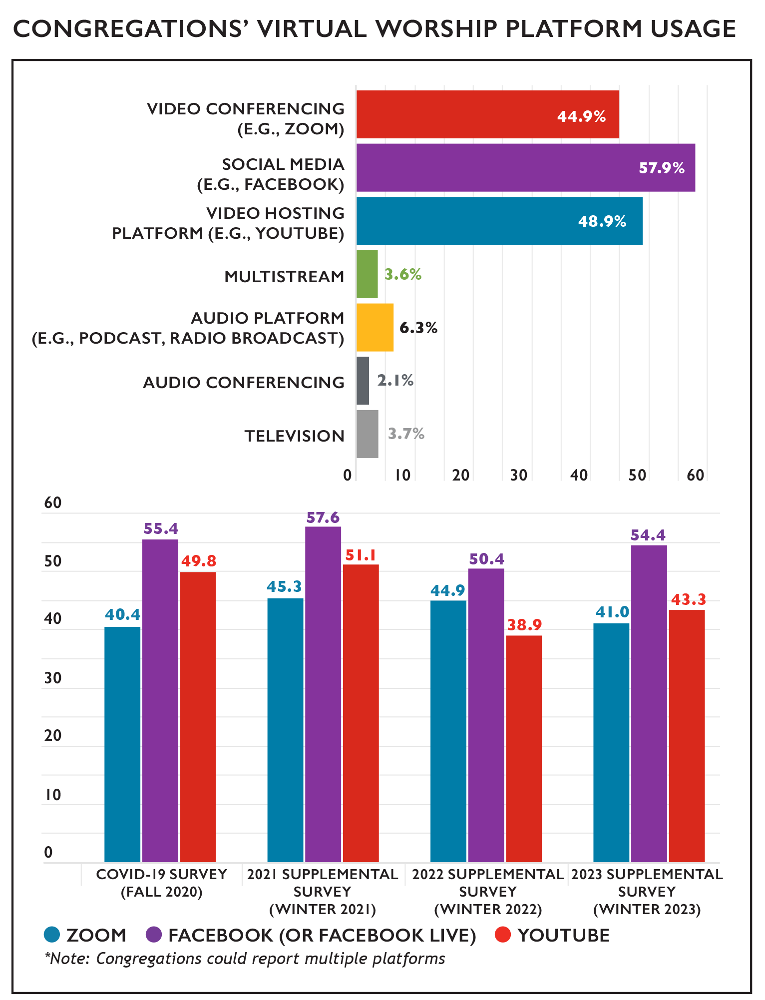 CONGREGATIONS’ VIRTUAL WORSHIP PLATFORM USAGE
VIDEO CONFERENCING
(E.G., ZOOM)
44.9%
SOCIAL MEDIA
(E.G., FACEBOOK)
57.9%
VIDEO HOSTING
PLATFORM (E.G., YOUTUBE)
48.9%
MULTISTREAM
3.6%
AUDIO PLATFORM
(E.G., PODCAST, RADIO BROADCAST)
6.3%
AUDIO CONFERENCING
2.1%
TELEVISION
3.7%
0 10 20 30 40 50 60
60
50
40
30
20
10
0
40.4
55.4
49.8
45.3
57.6
51.1
44.9
50.4
38.9
41.0
54.4
43.3
COVID-19 SURVEY
(FALL 2020)
2021 SUPPLEMENTAL
SURVEY
(WINTER 2021)
2022 SUPPLEMENTAL
SURVEY
(WINTER 2022)
2023 SUPPLEMENTAL
SURVEY
(WINTER 2023)
ZOOM FACEBOOK (OR FACEBOOK LIVE) YOUTUBE
*Note: Congregations could report multiple platforms